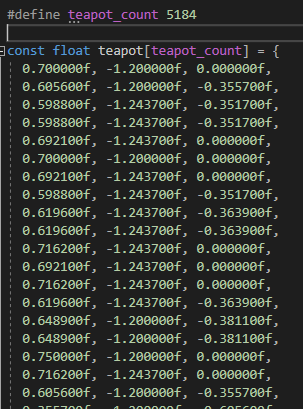 #define teapot_count 5184
const float teapot[teapot_count] = {
0.700000f, -1.200000f, 0.000000f,
0.605600f, -1.200000f, -0.355700f,
0.598800f, -1.243700f, -0.351700f,
0.598800f, -1.243700f, -0.351700f,
0.692100f, -1.243700f, 0.000000f,
0.700000f, -1.200000f, 0.000000f,
0.692100f, -1.243700f, 0.000000f,
0.598800f, -1.243700f, -0.351700f,
0.619600f, -1.243700f, -0.363900f,
0.619600f, -1.243700f, -0.363900f,
0.716200f, -1.243700f, 0.000000f,
0.692100f, -1.243700f, 0.000000f,
0.716200f, -1.243700f, 0.000000f,
0.619600f, -1.243700f, -0.363900f,
0.648900f, -1.200000f, -0.381100f,
0.648900f, -1.200000f, -0.381100f,
0.750000f, -1.200000f, 0.000000f,
0.716200f, -1.243700f, 0.000000f,
0.605600f, -1.200000f, -0.355700f,